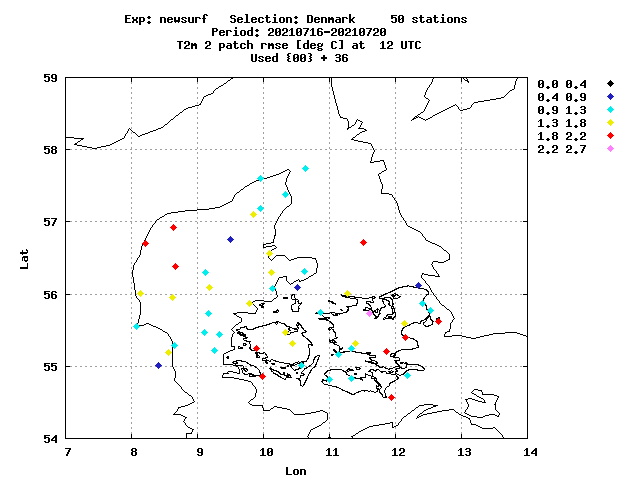 Exp: newsurf   Selection: Denmark     50 stations
Period: 20210716-20210720
T2m 2 patch rmse [deg C] at  12 UTC
Used {00} + 36
0.0 0.4
0.4 0.9
0.9 1.3
1.3 1.8
1.8 2.2
2.2 2.7
59
58
57
56
55
54
Lat
7 8 9 10 11 12 13 14
Lon